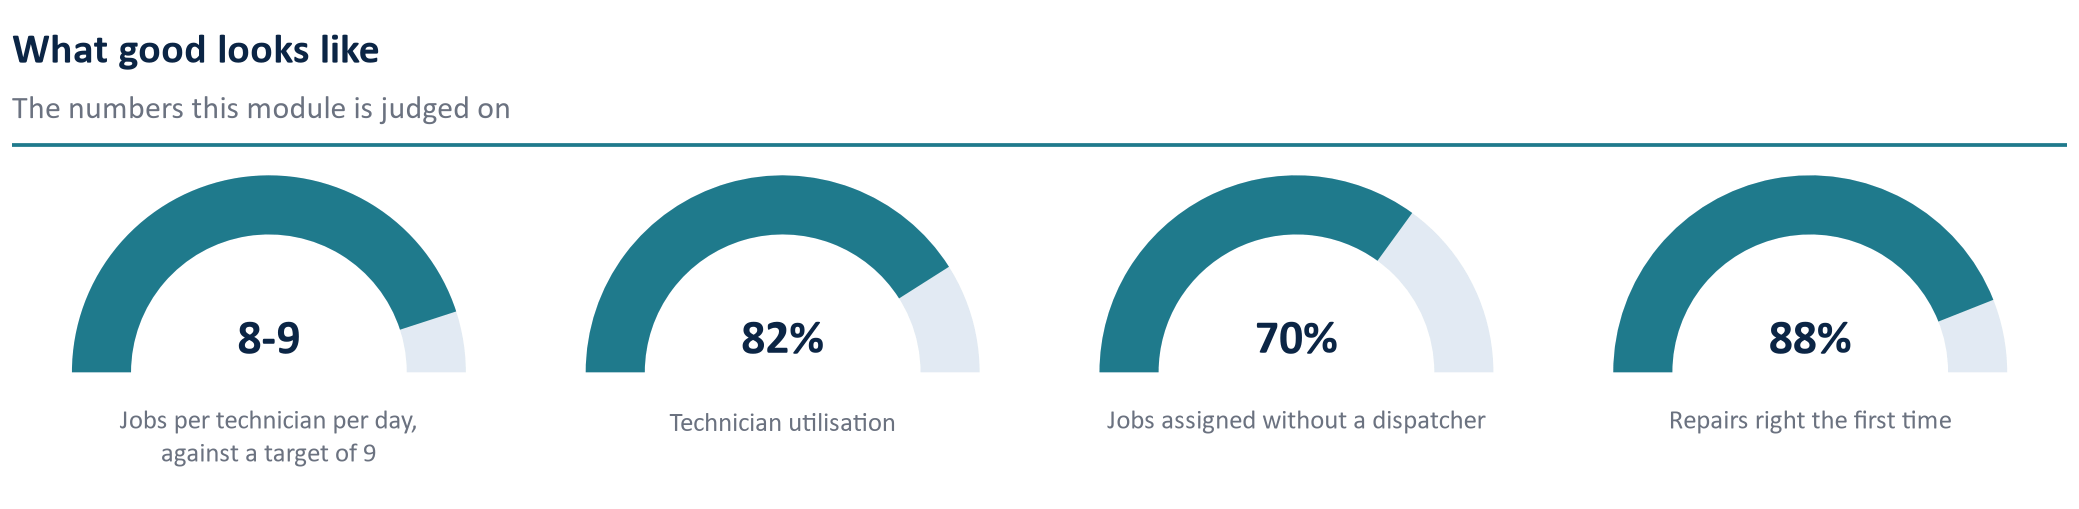 What good looks like
The numbers this module is judged on
8-9
82%
70%
88%
Jobs per technician per day,
against a target of 9
Technician utilisation
Jobs assigned without a dispatcher
Repairs right the first time